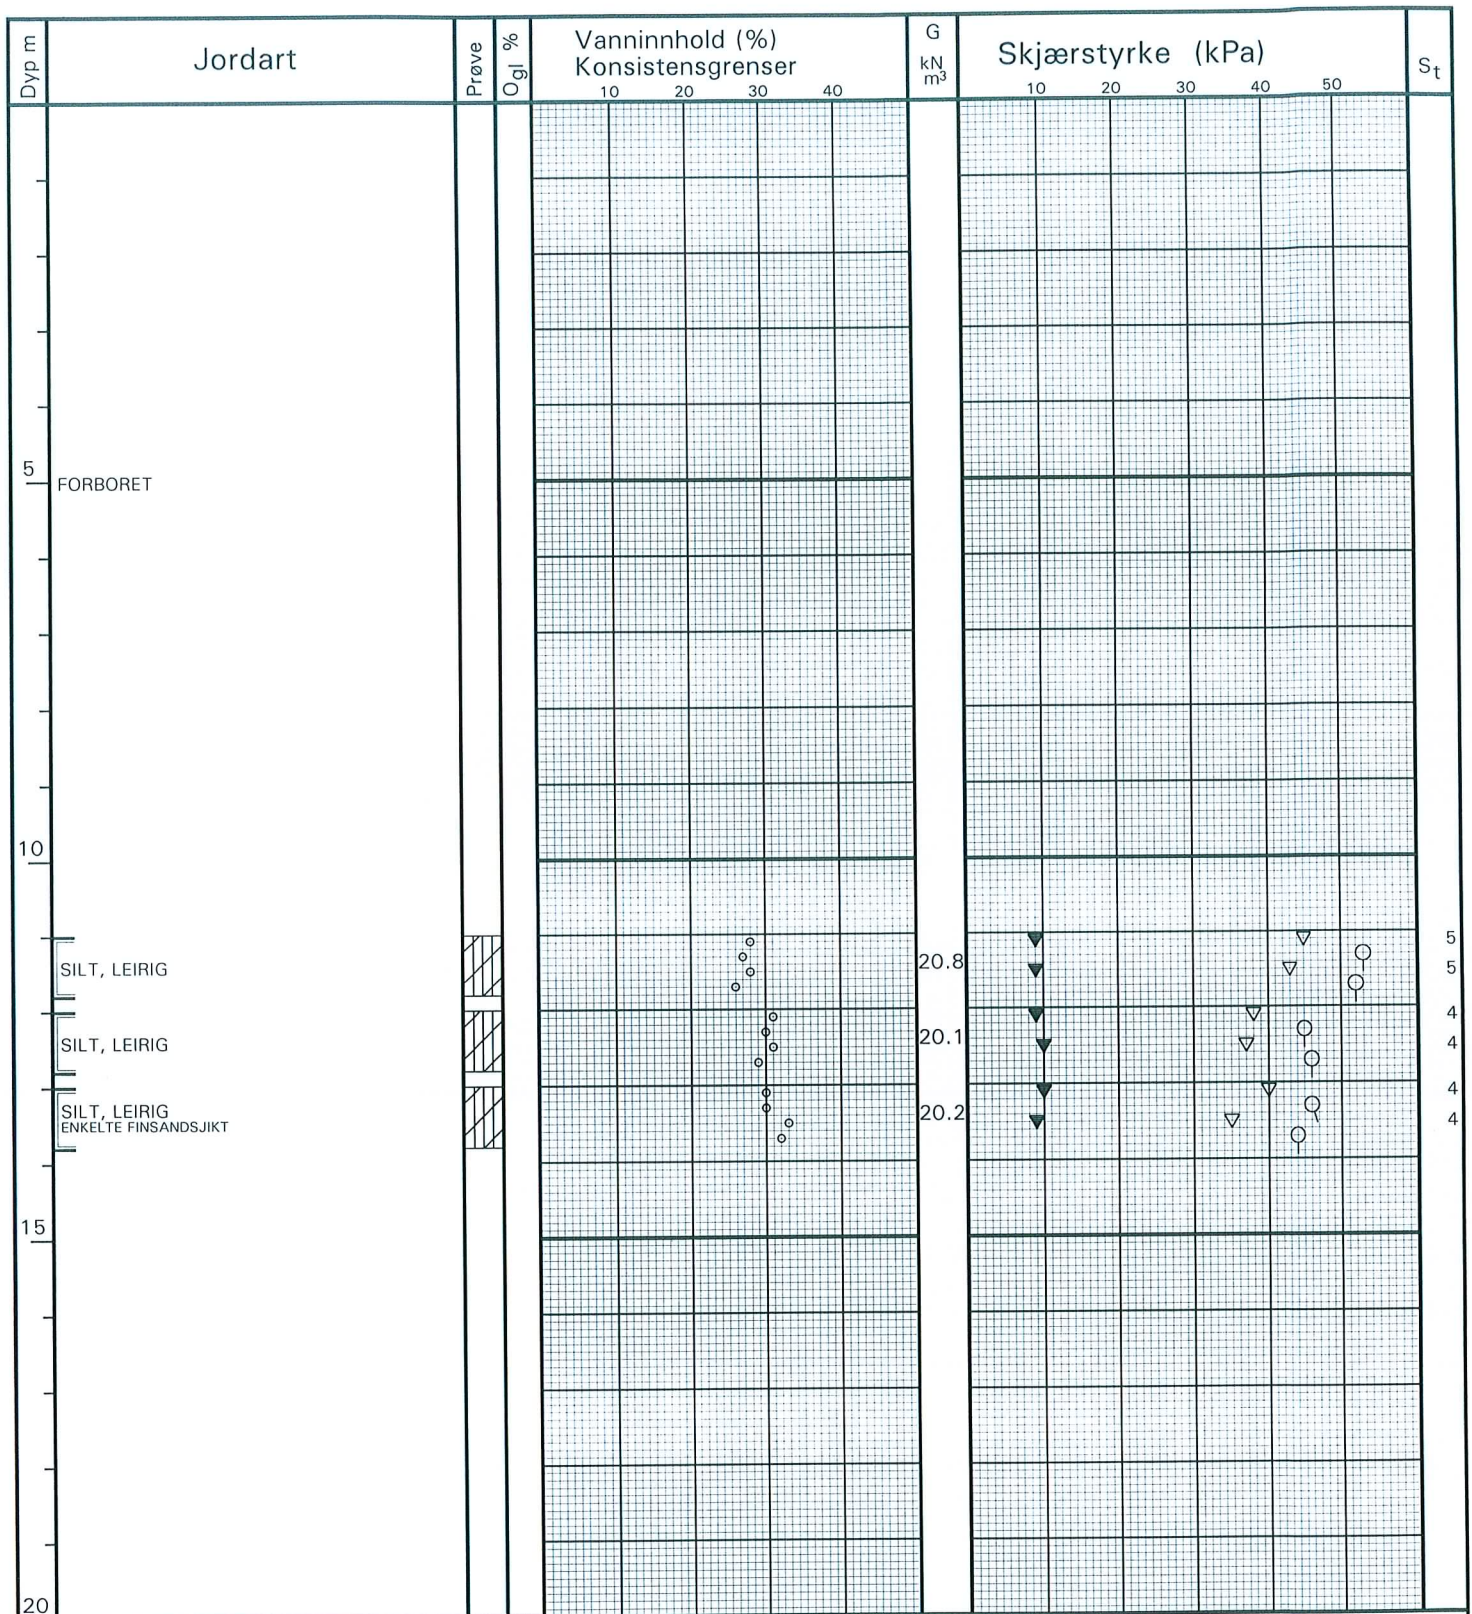 Dyp m
Jordart
Prøve
Ogl %
Vanninnhold (%)
Konsistensgrenser
10 20 30 40
G
kN
m³
Skjærstyrke (kPa)
10 20 30 40 50
St
5
FORBORET
10
5
SILT, LEIRIG
20.8
5
4
SILT, LEIRIG
20.1
4
4
SILT, LEIRIG
20.2
4
ENKELTE FINSANDSJIKT
15
20